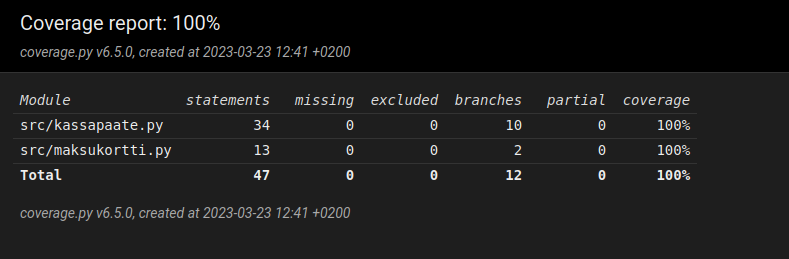 Coverage report: 100%
coverage.py v6.5.0, created at 2023-03-23 12:41 +0200
Module statements missing excluded branches partial coverage
src/kassapaate.py 34 0 0 10 0 100%
src/maksukortti.py 13 0 0 2 0 100%
Total 47 0 0 12 0 100%
coverage.py v6.5.0, created at 2023-03-23 12:41 +0200